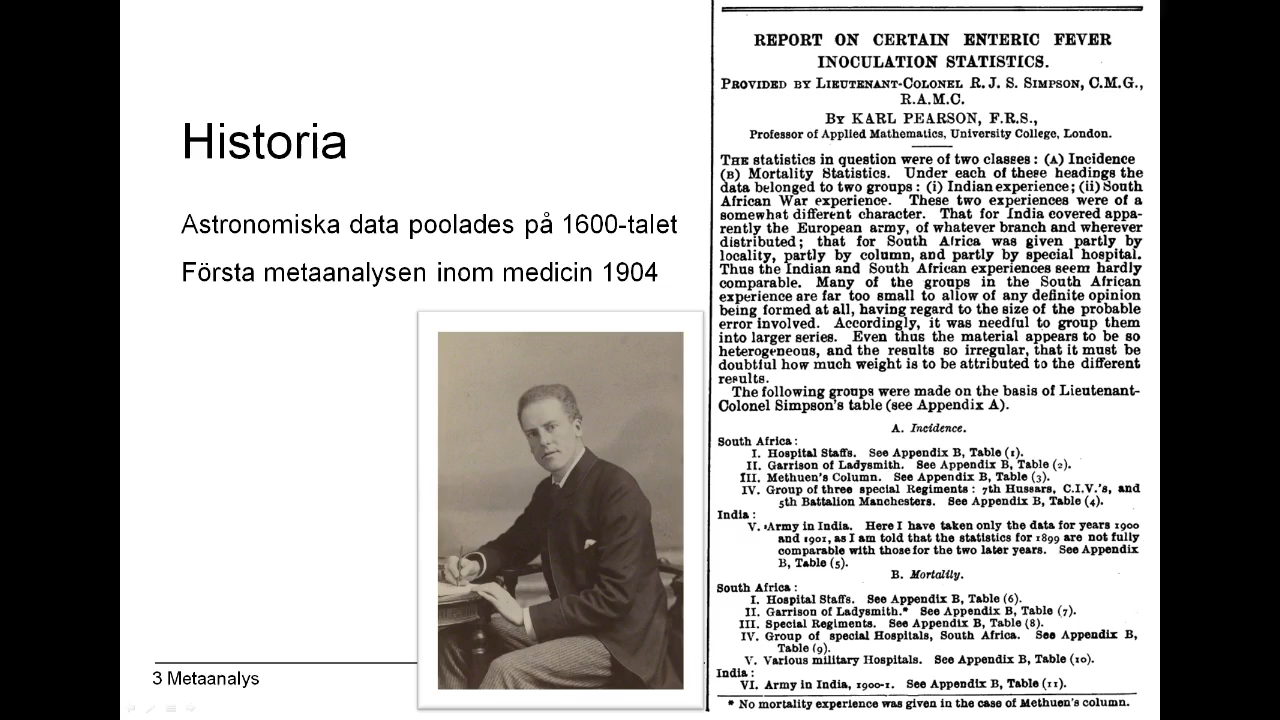 Historia
Astronomiska data poolades på 1600-talet
Första metaanalysen inom medicin 1904
3 Metaanalys
REPORT ON CERTAIN ENTERIC FEVER
INOCULATION STATISTICS.
PROVIDED BY LIEUTENANT-COLONEL R. J. S. SIMPSON, C.M.G.,
R.A.M.C.
BY KARL PEARSON, F.R.S.,
Professor of Applied Mathematics, University College, London.
THE statistics in question were of two classes: (A) Incidence
(B) Mortality Statistics. Under each of these headings the
data belonged to two groups: (i) Indian experience; (ii) South
African War experience. These two experiences were of a
somewhat different character. That for India covered appa-
rently the European army, of whatever branch and wherever
distributed; that for South Africa was given partly by
locality, partly by column, and partly by special hospital.
Thus the Indian and South African experiences seem hardly
comparable. Many of the groups in the South African
experience are far too small to allow of any definite opinion
being formed at all, having regard to the size of the probable
error involved. Accordingly, it was needful to group them
into larger series. Even thus the material appears to be so
heterogeneous, and the results so irregular, that it must be
doubtful how much weight is to be attributed to the different
results.
The following groups were made on the basis of Lieutenant-
Colonel Simpson's table (see Appendix A).
A. Incidence.
South Africa:
I. Hospital Staffs. See Appendix B, Table (1).
II. Garrison of Ladysmith. See Appendix B, Table (2).
III. Methuen's Column. See Appendix B, Table (3).
IV. Group of three special Regiments: 7th Hussars, C.I.V.'s, and
5th Battalion Manchesters. See Appendix B, Table (4).
India:
V. Army in India. Here I have taken only the data for years 1900
and 1901, as I am told that the statistics for 1899 are not fully
comparable with those for the two later years. See Appendix
B, Table (5).
B. Mortality.
South Africa:
I. Hospital Staffs. See Appendix B, Table (6).
II. Garrison of Ladysmith.* See Appendix B, Table (7).
III. Special Regiments. See Appendix B, Table (8).
IV. Group of special Hospitals, South Africa. See Appendix B,
Table (9).
V. Various military Hospitals. See Appendix B, Table (10).
India:
VI. Army in India, 1900-1. See Appendix B, Table (11).
* No mortality experience was given in the case of Methuen's column.